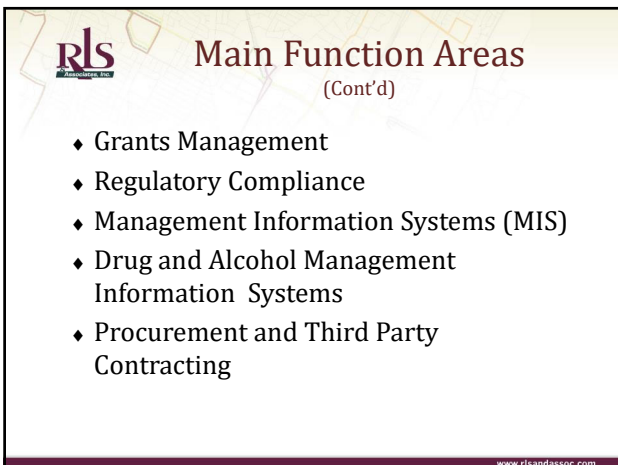 RLS
& Associates, Inc.
Main Function Areas
(Cont'd)
♦ Grants Management
♦ Regulatory Compliance
♦ Management Information Systems (MIS)
♦ Drug and Alcohol Management
Information Systems
♦ Procurement and Third Party
Contracting
www.rlsandassoc.com